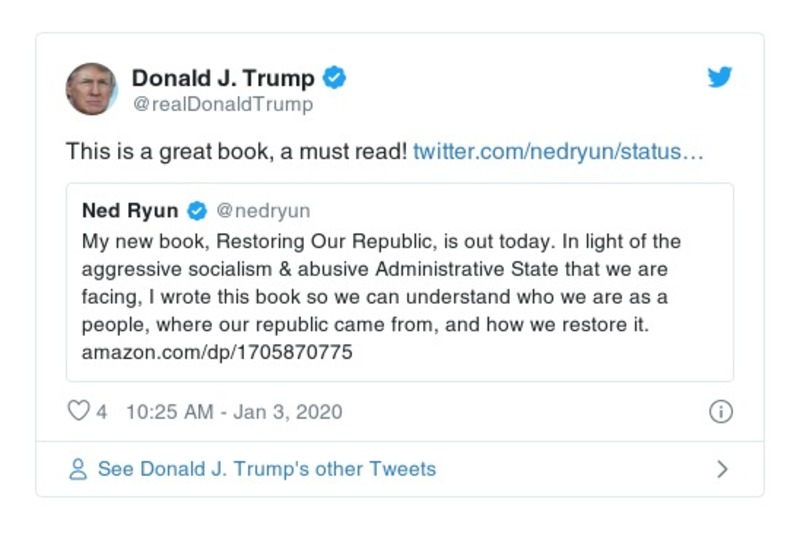 Donald J. Trump
@realDonaldTrump
This is a great book, a must read! twitter.com/nedryun/status…
Ned Ryun @nedryun
My new book, Restoring Our Republic, is out today. In light of the
aggressive socialism & abusive Administrative State that we are
facing, I wrote this book so we can understand who we are as a
people, where our republic came from, and how we restore it.
amazon.com/dp/1705870775
4 10:25 AM - Jan 3, 2020
See Donald J. Trump's other Tweets